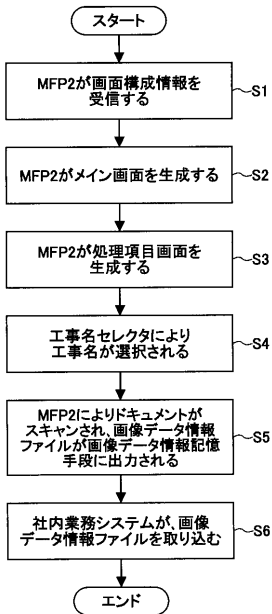 スタート
MFP2が画面構成情報を
受信する
S1
MFP2がメイン画面を生成する
S2
MFP2が処理項目画面を
生成する
S3
工事名セレクタにより
工事名が選択される
S4
MFP2によりドキュメントが
スキャンされ、画像データ情報
ファイルが画像データ情報記憶
手段に出力される
S5
社内業務システムが、画像
データ情報ファイルを取り込む
S6
エンド